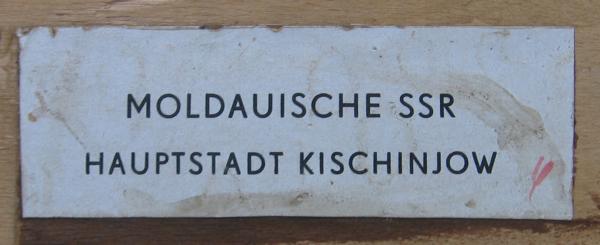 MOLDAUISCHE SSR
HAUPTSTADT KISCHINJOW